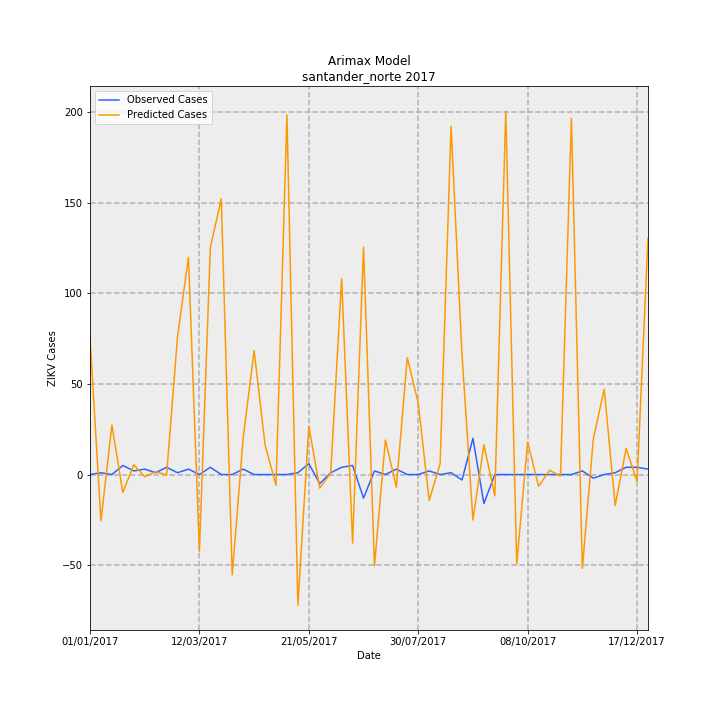 Arimax Model
santander_norte 2017
Observed Cases
Predicted Cases
200
150
100
50
0
−50
ZIKV Cases
01/01/2017
12/03/2017
21/05/2017
30/07/2017
08/10/2017
17/12/2017
Date